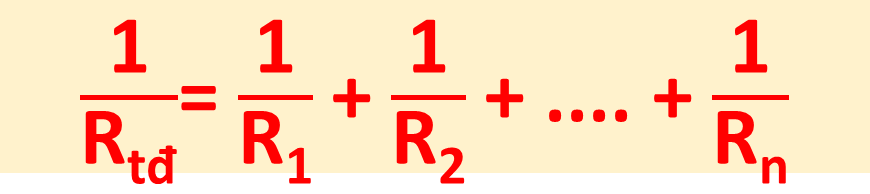 1/R_tđ = 1/R_1 + 1/R_2 + .... + 1/R_n